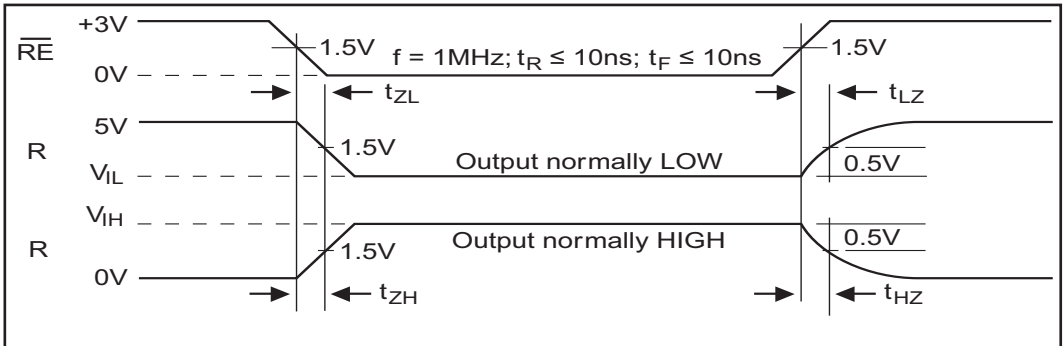 +3V
R̅E̅
1.5V
f = 1MHz; tR ≤ 10ns; tF ≤ 10ns
1.5V
0V
tZL
tLZ
5V
R
1.5V
Output normally LOW
0.5V
VIL
VIH
R
1.5V
Output normally HIGH
0.5V
0V
tZH
tHZ